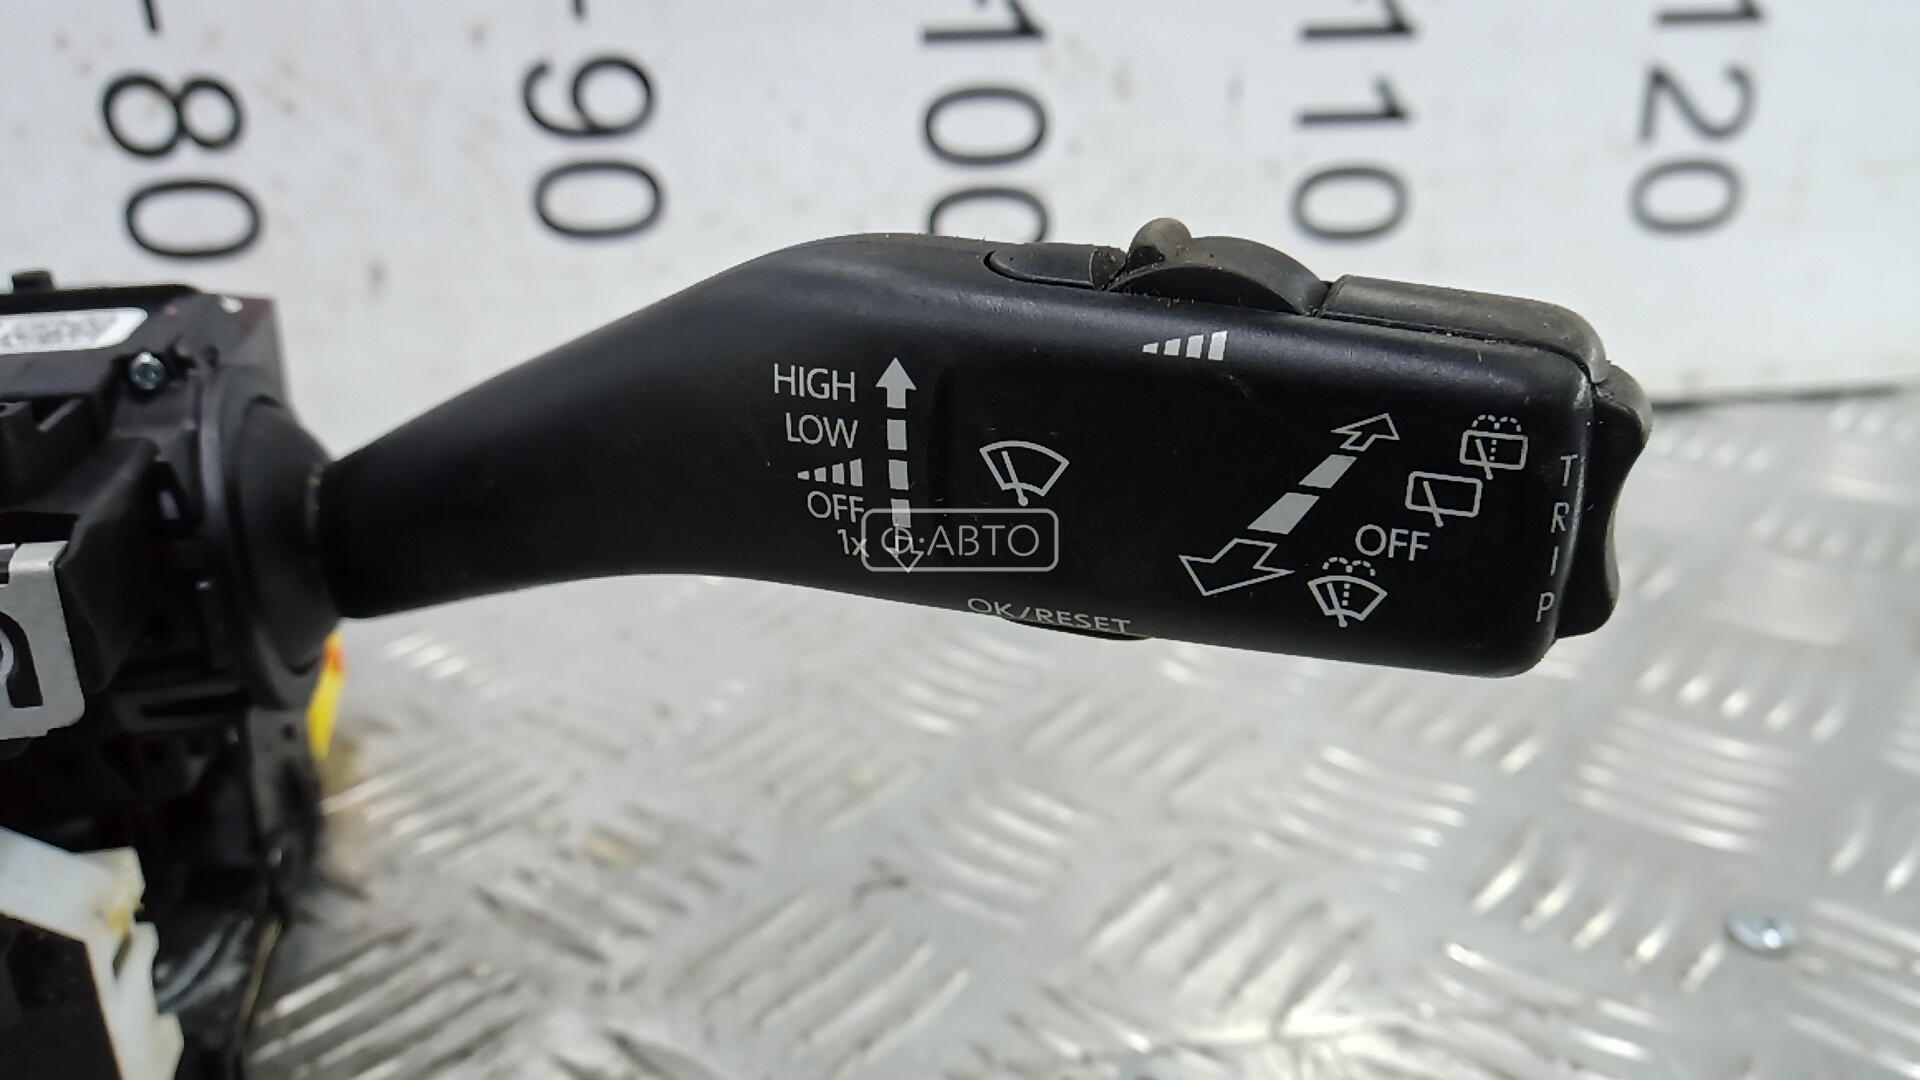 -80
-90
100
110
120
HIGH
LOW
OFF
1x
Ф-АВТО
OFF
OK/RESET
TRIP